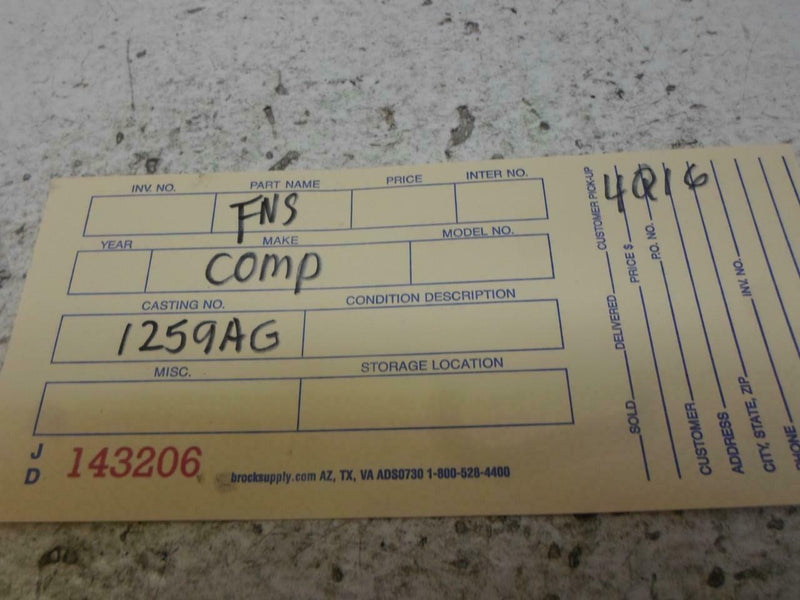 INV. NO. PART NAME PRICE INTER NO.
FNS
YEAR MAKE MODEL NO.
COMP
CASTING NO. CONDITION DESCRIPTION
1259AG
MISC. STORAGE LOCATION
J
D
143206
brocksupply.com AZ, TX, VA ADS0730 1-800-528-4400
4Q16
SOLD DELIVERED CUSTOMER PICK-UP
PRICE $
P.O. NO.
CUSTOMER
ADDRESS
CITY, STATE, ZIP INV. NO.
PHONE